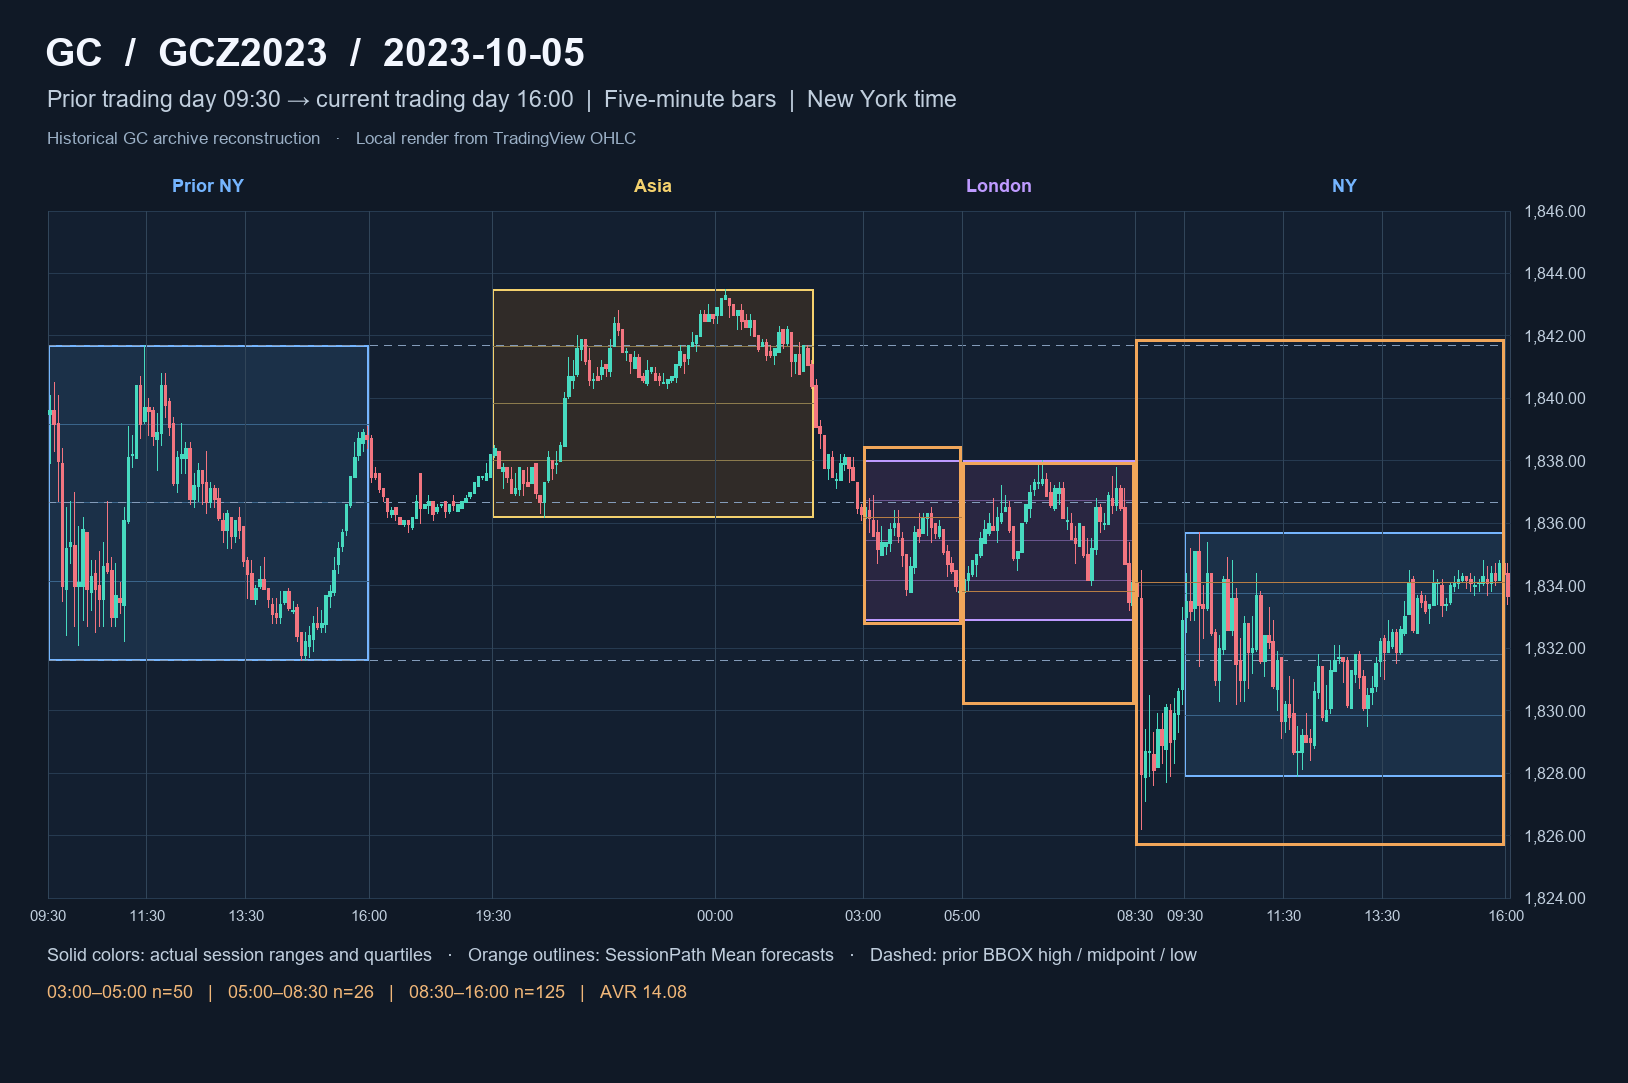 GC / GCZ2023 / 2023-10-05
Prior trading day 09:30 → current trading day 16:00 | Five-minute bars | New York time
Historical GC archive reconstruction · Local render from TradingView OHLC
Prior NY Asia London NY
1,846.00
1,844.00
1,842.00
1,840.00
1,838.00
1,836.00
1,834.00
1,832.00
1,830.00
1,828.00
1,826.00
1,824.00
09:30 11:30 13:30 16:00 19:30 00:00 03:00 05:00 08:30 09:30 11:30 13:30 16:00
Solid colors: actual session ranges and quartiles · Orange outlines: SessionPath Mean forecasts · Dashed: prior BBOX high / midpoint / low
03:00–05:00 n=50 | 05:00–08:30 n=26 | 08:30–16:00 n=125 | AVR 14.08